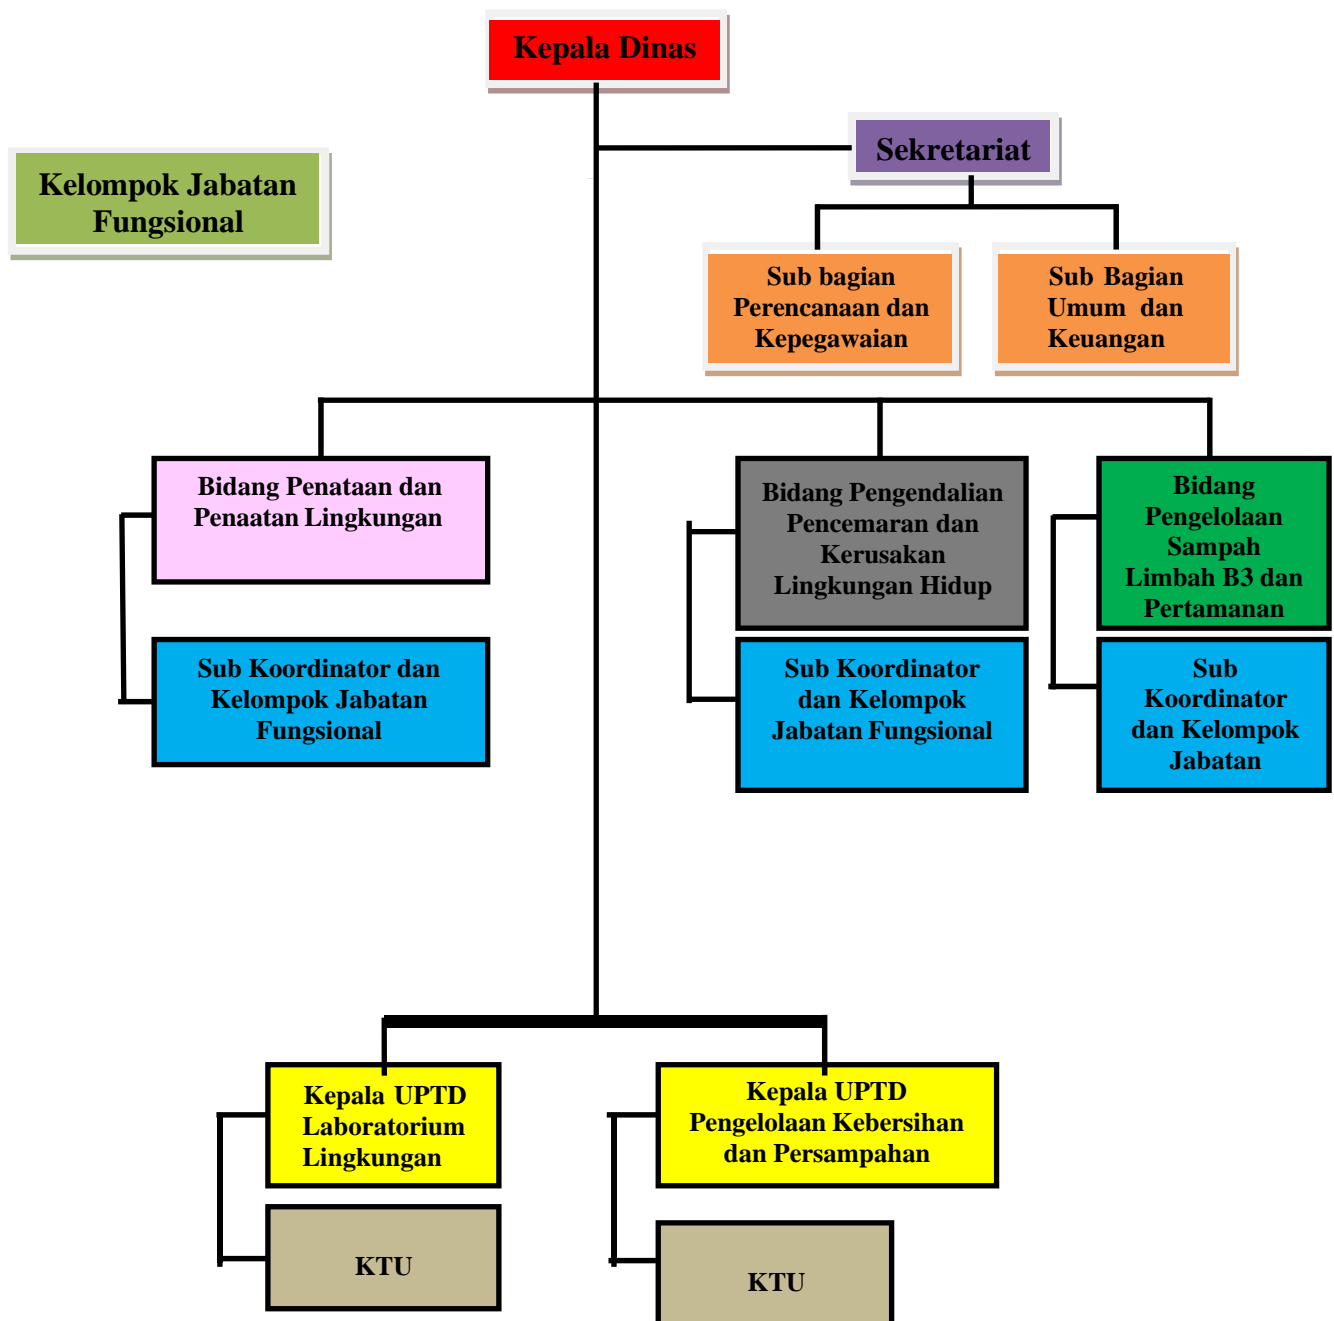 Kepala Dinas
Sekretariat
Kelompok Jabatan
Fungsional
Sub bagian
Perencanaan dan
Kepegawaian
Sub Bagian
Umum dan
Keuangan
Bidang Penataan dan
Penaatan Lingkungan
Bidang Pengendalian
Pencemaran dan
Kerusakan
Lingkungan Hidup
Bidang
Pengelolaan
Sampah
Limbah B3 dan
Pertamanan
Sub Koordinator dan
Kelompok Jabatan
Fungsional
Sub Koordinator
dan Kelompok
Jabatan Fungsional
Sub
Koordinator
dan Kelompok
Jabatan
Kepala UPTD
Laboratorium
Lingkungan
Kepala UPTD
Pengelolaan Kebersihan
dan Persampahan
KTU
KTU